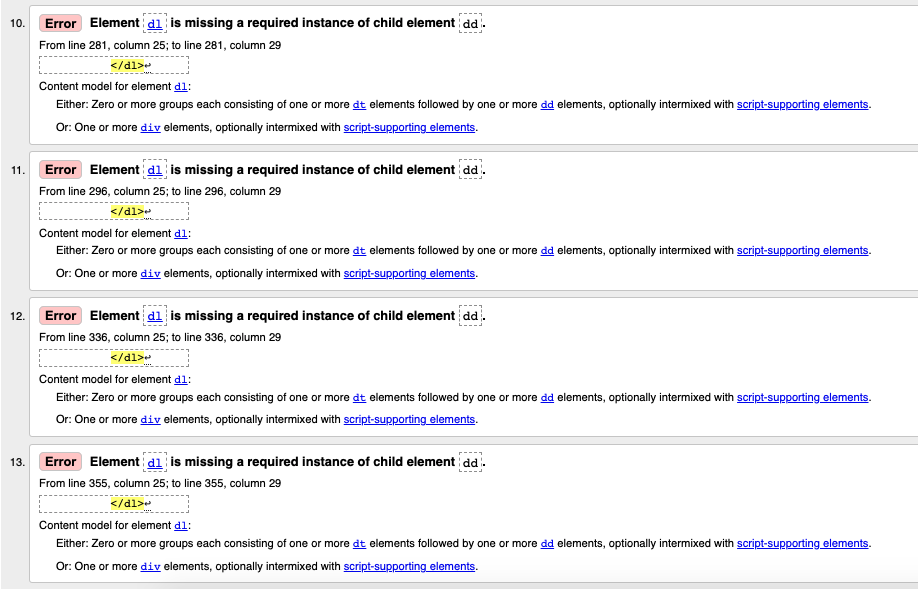 10. Error Element dl is missing a required instance of child element dd.
From line 281, column 25; to line 281, column 29
</dl>↩
Content model for element dl:
Either: Zero or more groups each consisting of one or more dt elements followed by one or more dd elements, optionally intermixed with script-supporting elements.
Or: One or more div elements, optionally intermixed with script-supporting elements.
11. Error Element dl is missing a required instance of child element dd.
From line 296, column 25; to line 296, column 29
</dl>↩
Content model for element dl:
Either: Zero or more groups each consisting of one or more dt elements followed by one or more dd elements, optionally intermixed with script-supporting elements.
Or: One or more div elements, optionally intermixed with script-supporting elements.
12. Error Element dl is missing a required instance of child element dd.
From line 336, column 25; to line 336, column 29
</dl>↩
Content model for element dl:
Either: Zero or more groups each consisting of one or more dt elements followed by one or more dd elements, optionally intermixed with script-supporting elements.
Or: One or more div elements, optionally intermixed with script-supporting elements.
13. Error Element dl is missing a required instance of child element dd.
From line 355, column 25; to line 355, column 29
</dl>↩
Content model for element dl:
Either: Zero or more groups each consisting of one or more dt elements followed by one or more dd elements, optionally intermixed with script-supporting elements.
Or: One or more div elements, optionally intermixed with script-supporting elements.